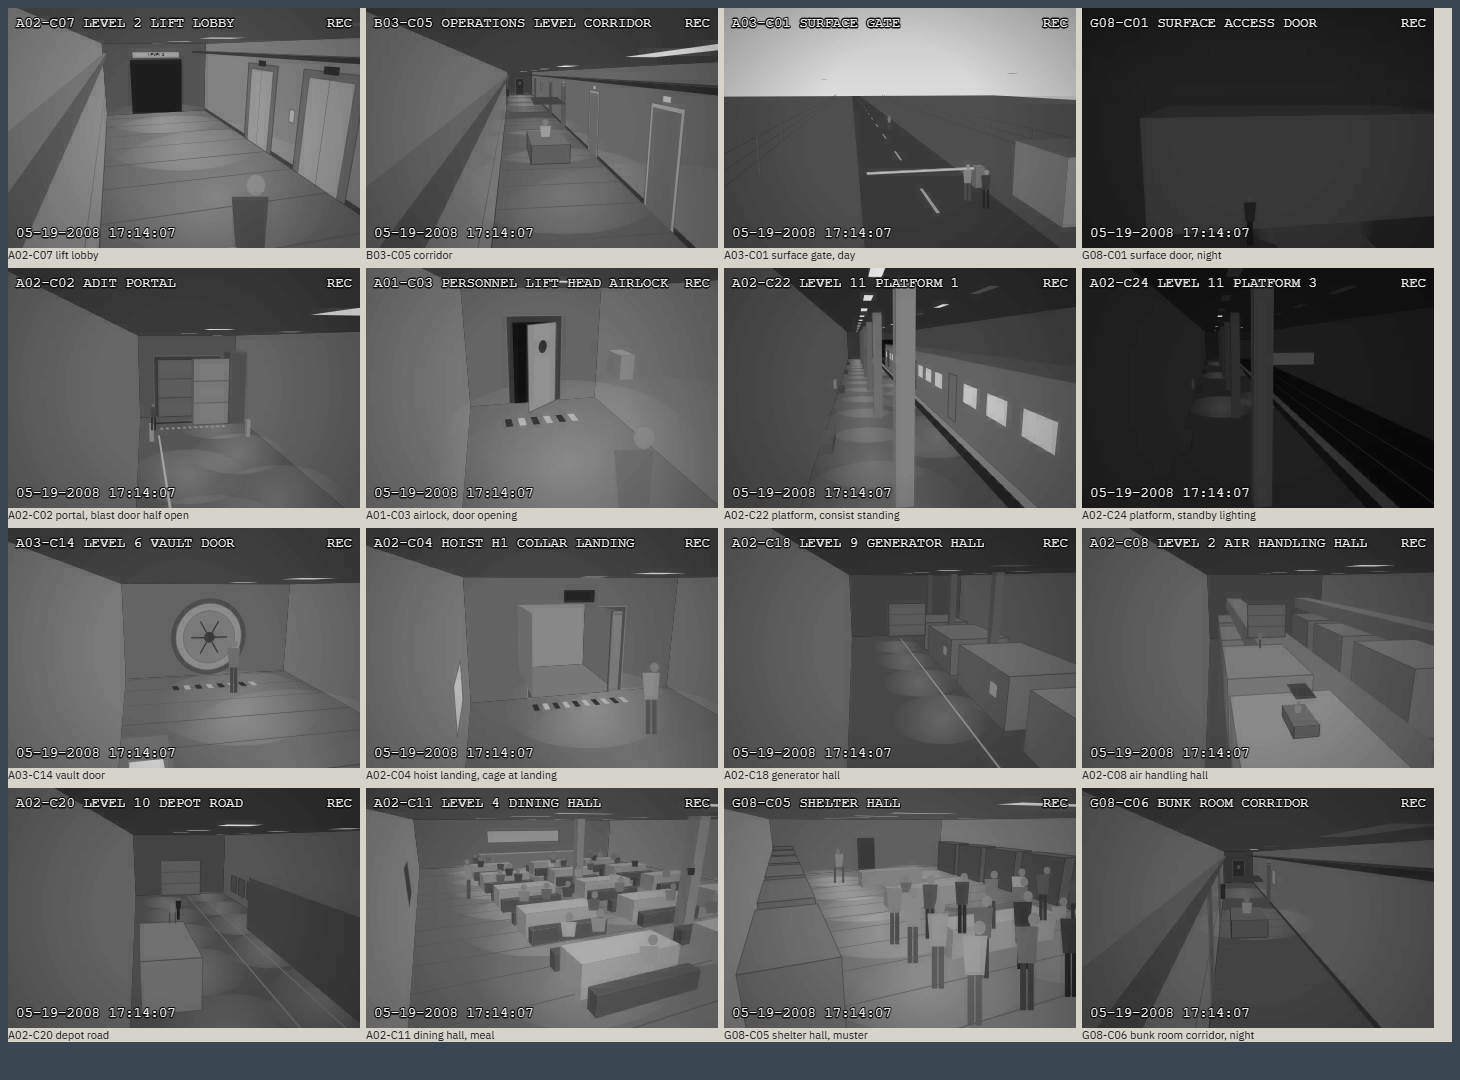 A02-C07 LEVEL 2 LIFT LOBBY REC
LEVEL 2
05-19-2008 17:14:07
A02-C07 lift lobby
B03-C05 OPERATIONS LEVEL CORRIDOR REC
05-19-2008 17:14:07
B03-C05 corridor
A03-C01 SURFACE GATE REC
05-19-2008 17:14:07
A03-C01 surface gate, day
G08-C01 SURFACE ACCESS DOOR REC
05-19-2008 17:14:07
G08-C01 surface door, night
A02-C02 ADIT PORTAL REC
05-19-2008 17:14:07
A02-C02 portal, blast door half open
A01-C03 PERSONNEL LIFT-HEAD AIRLOCK REC
05-19-2008 17:14:07
A01-C03 airlock, door opening
A02-C22 LEVEL 11 PLATFORM 1 REC
05-19-2008 17:14:07
A02-C22 platform, consist standing
A02-C24 LEVEL 11 PLATFORM 3 REC
05-19-2008 17:14:07
A02-C24 platform, standby lighting
A03-C14 LEVEL 6 VAULT DOOR REC
05-19-2008 17:14:07
A03-C14 vault door
A02-C04 HOIST H1 COLLAR LANDING REC
05-19-2008 17:14:07
A02-C04 hoist landing, cage at landing
A02-C18 LEVEL 9 GENERATOR HALL REC
05-19-2008 17:14:07
A02-C18 generator hall
A02-C08 LEVEL 2 AIR HANDLING HALL REC
05-19-2008 17:14:07
A02-C08 air handling hall
A02-C20 LEVEL 10 DEPOT ROAD REC
05-19-2008 17:14:07
A02-C20 depot road
A02-C11 LEVEL 4 DINING HALL REC
05-19-2008 17:14:07
A02-C11 dining hall, meal
G08-C05 SHELTER HALL REC
05-19-2008 17:14:07
G08-C05 shelter hall, muster
G08-C06 BUNK ROOM CORRIDOR REC
05-19-2008 17:14:07
G08-C06 bunk room corridor, night